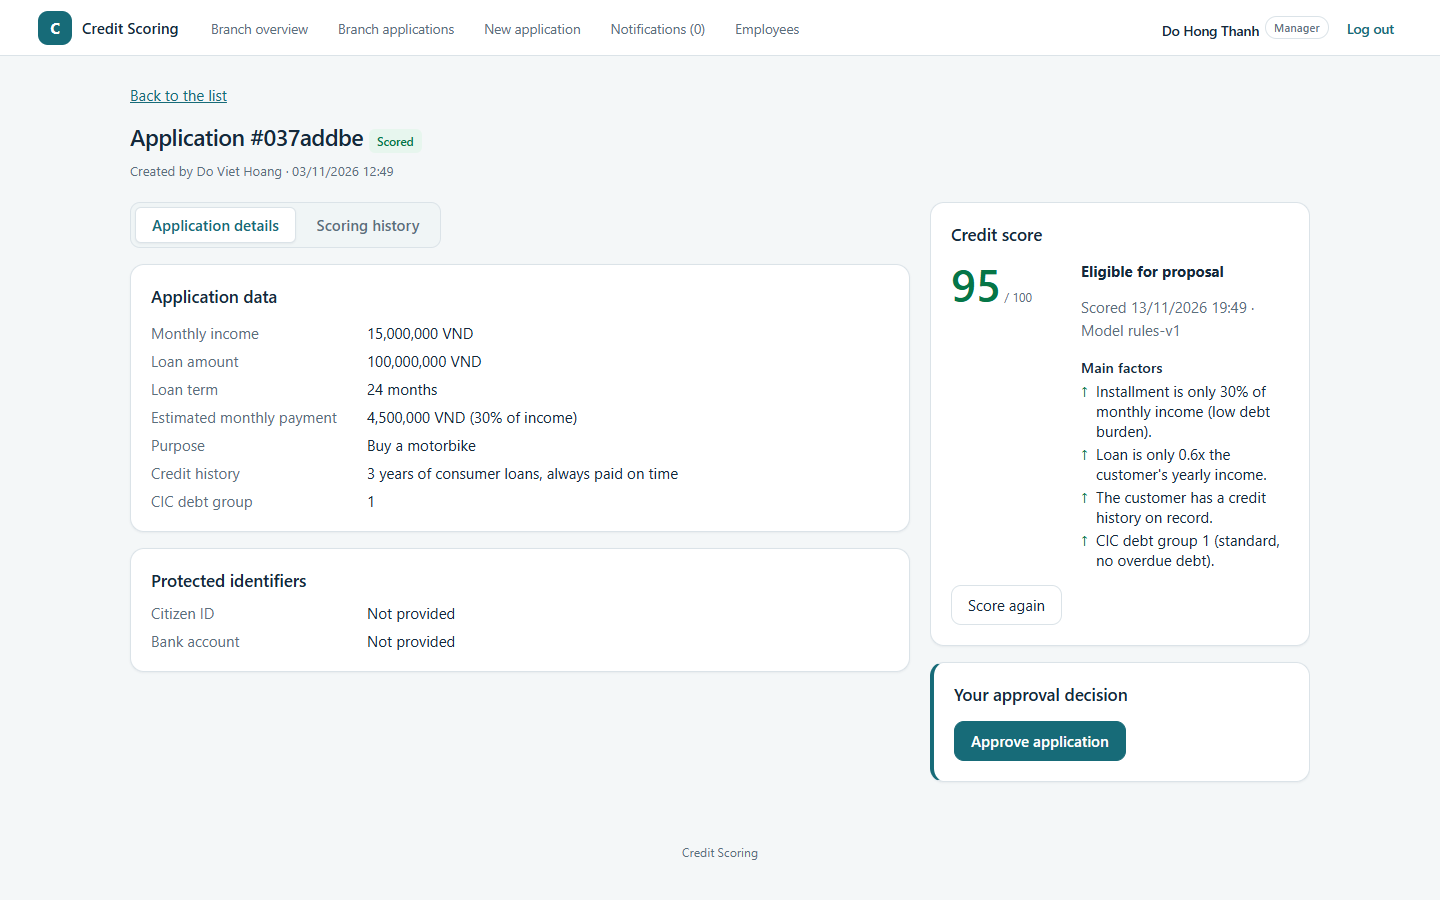 C Credit Scoring Branch overview Branch applications New application Notifications (0) Employees Do Hong Thanh Manager Log out
Back to the list
Application #037addbe Scored
Created by Do Viet Hoang · 03/11/2026 12:49
Application details Scoring history
Application data
Monthly income 15,000,000 VND
Loan amount 100,000,000 VND
Loan term 24 months
Estimated monthly payment 4,500,000 VND (30% of income)
Purpose Buy a motorbike
Credit history 3 years of consumer loans, always paid on time
CIC debt group 1
Protected identifiers
Citizen ID Not provided
Bank account Not provided
Credit score
95 / 100
Eligible for proposal
Scored 13/11/2026 19:49 ·
Model rules-v1
Main factors
↑ Installment is only 30% of
monthly income (low debt
burden).
↑ Loan is only 0.6x the
customer's yearly income.
↑ The customer has a credit
history on record.
↑ CIC debt group 1 (standard,
no overdue debt).
Score again
Your approval decision
Approve application
Credit Scoring